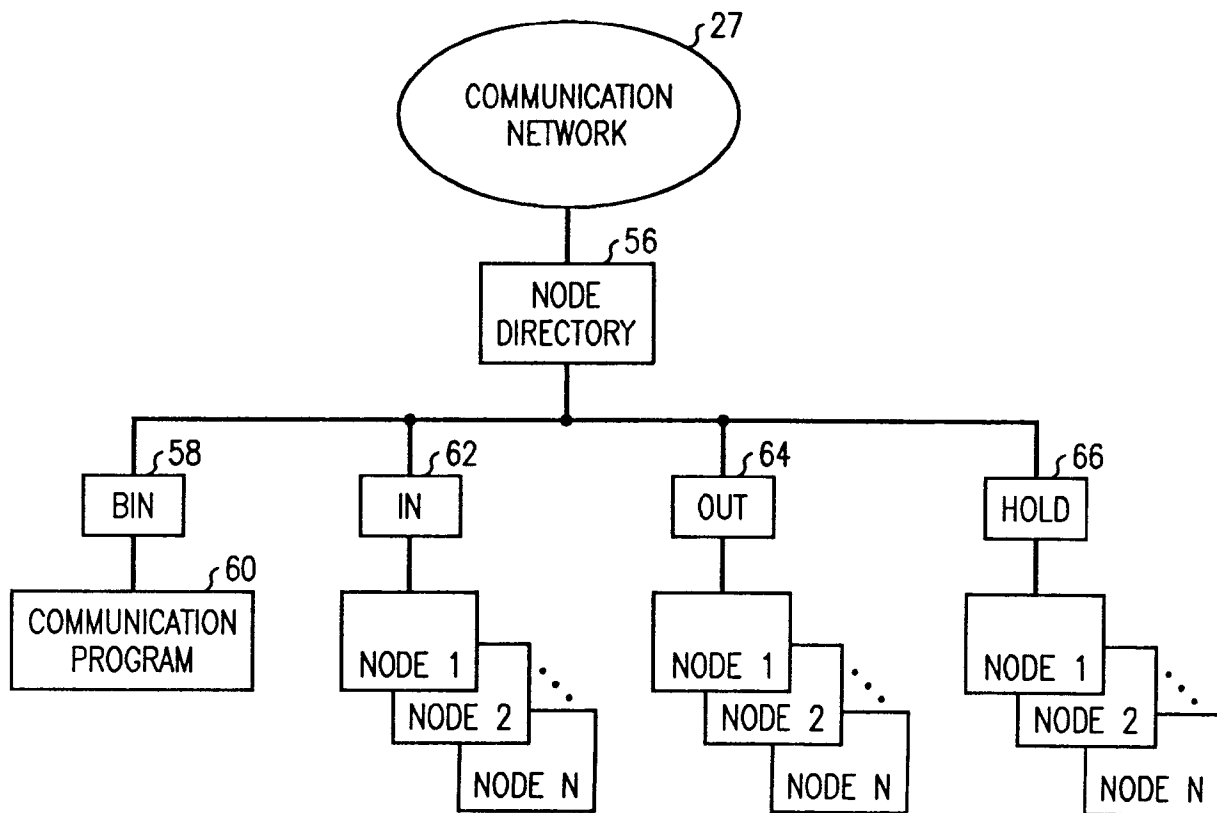 27
COMMUNICATION
NETWORK
56
NODE
DIRECTORY
58
BIN
62
IN
64
OUT
66
HOLD
60
COMMUNICATION
PROGRAM
NODE 1
NODE 2
NODE N
NODE 1
NODE 2
NODE N
NODE 1
NODE 2
NODE N